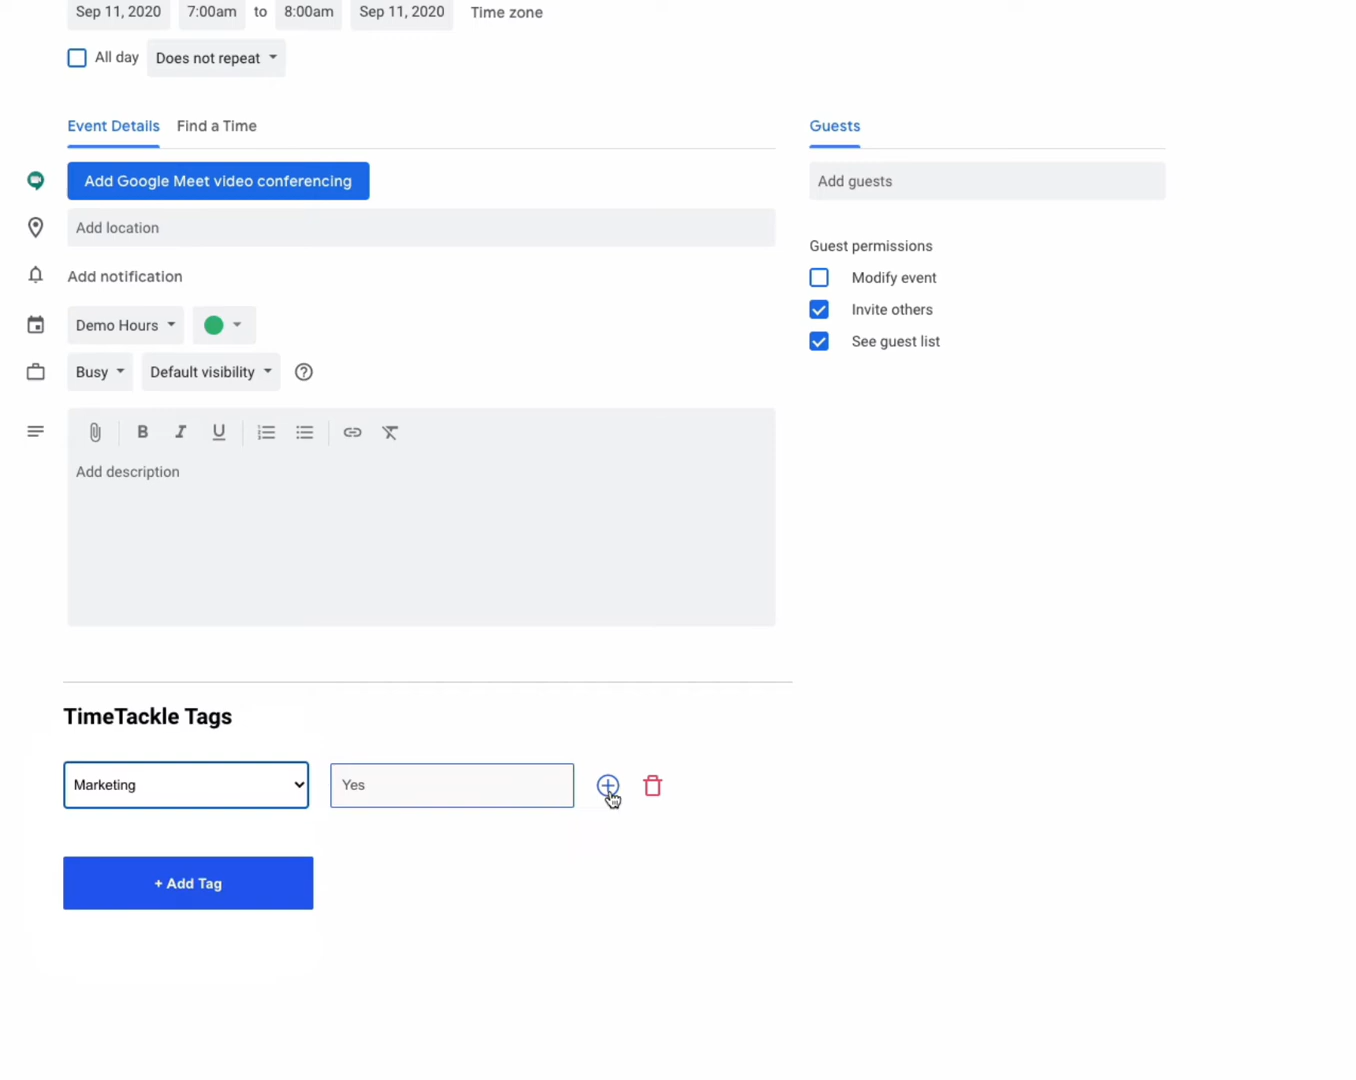 Sep 11, 2020 7:00am to 8:00am Sep 11, 2020 Time zone
All day Does not repeat
Event Details Find a Time
Guests
Add Google Meet video conferencing
Add guests
Add location
Guest permissions
Add notification
Modify event
Invite others
Demo Hours
See guest list
Busy Default visibility
B I U
Add description
TimeTackle Tags
Marketing Yes
+ Add Tag